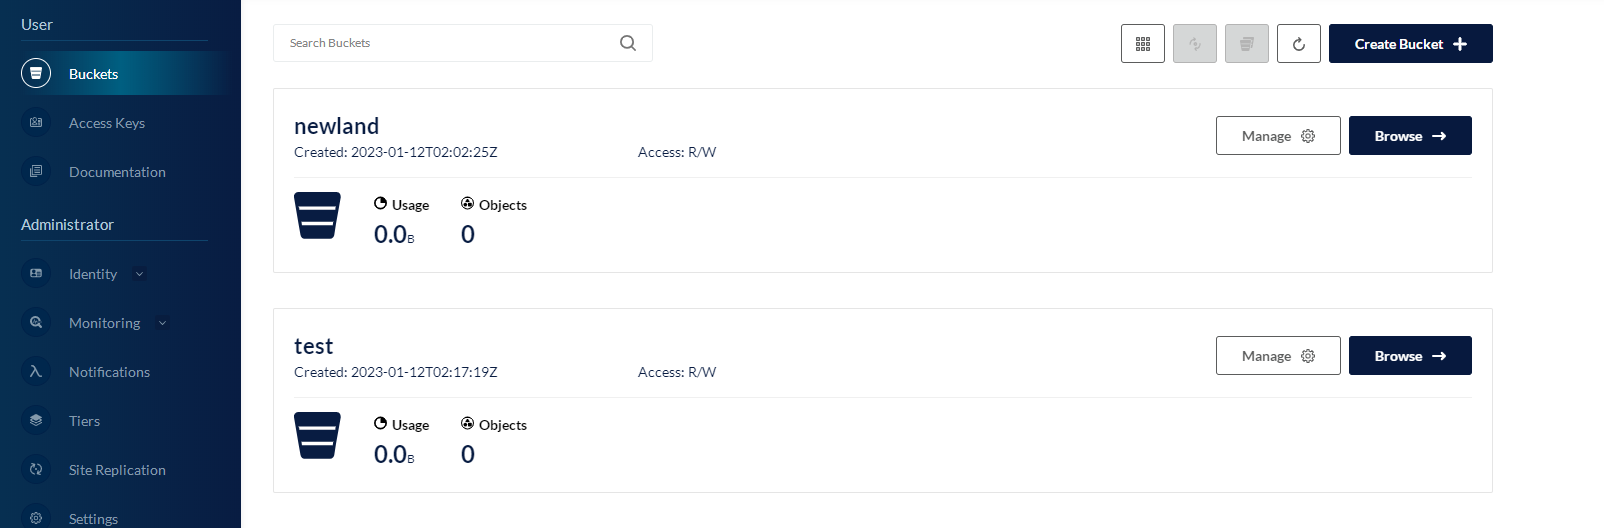 User
Buckets
Access Keys
Documentation
Administrator
Identity
Monitoring
Notifications
Tiers
Site Replication
Settings
Search Buckets
Create Bucket
newland
Created: 2023-01-12T02:02:25Z Access: R/W
Manage Browse
Usage Objects
0.0B 0
test
Created: 2023-01-12T02:17:19Z Access: R/W
Manage Browse
Usage Objects
0.0B 0